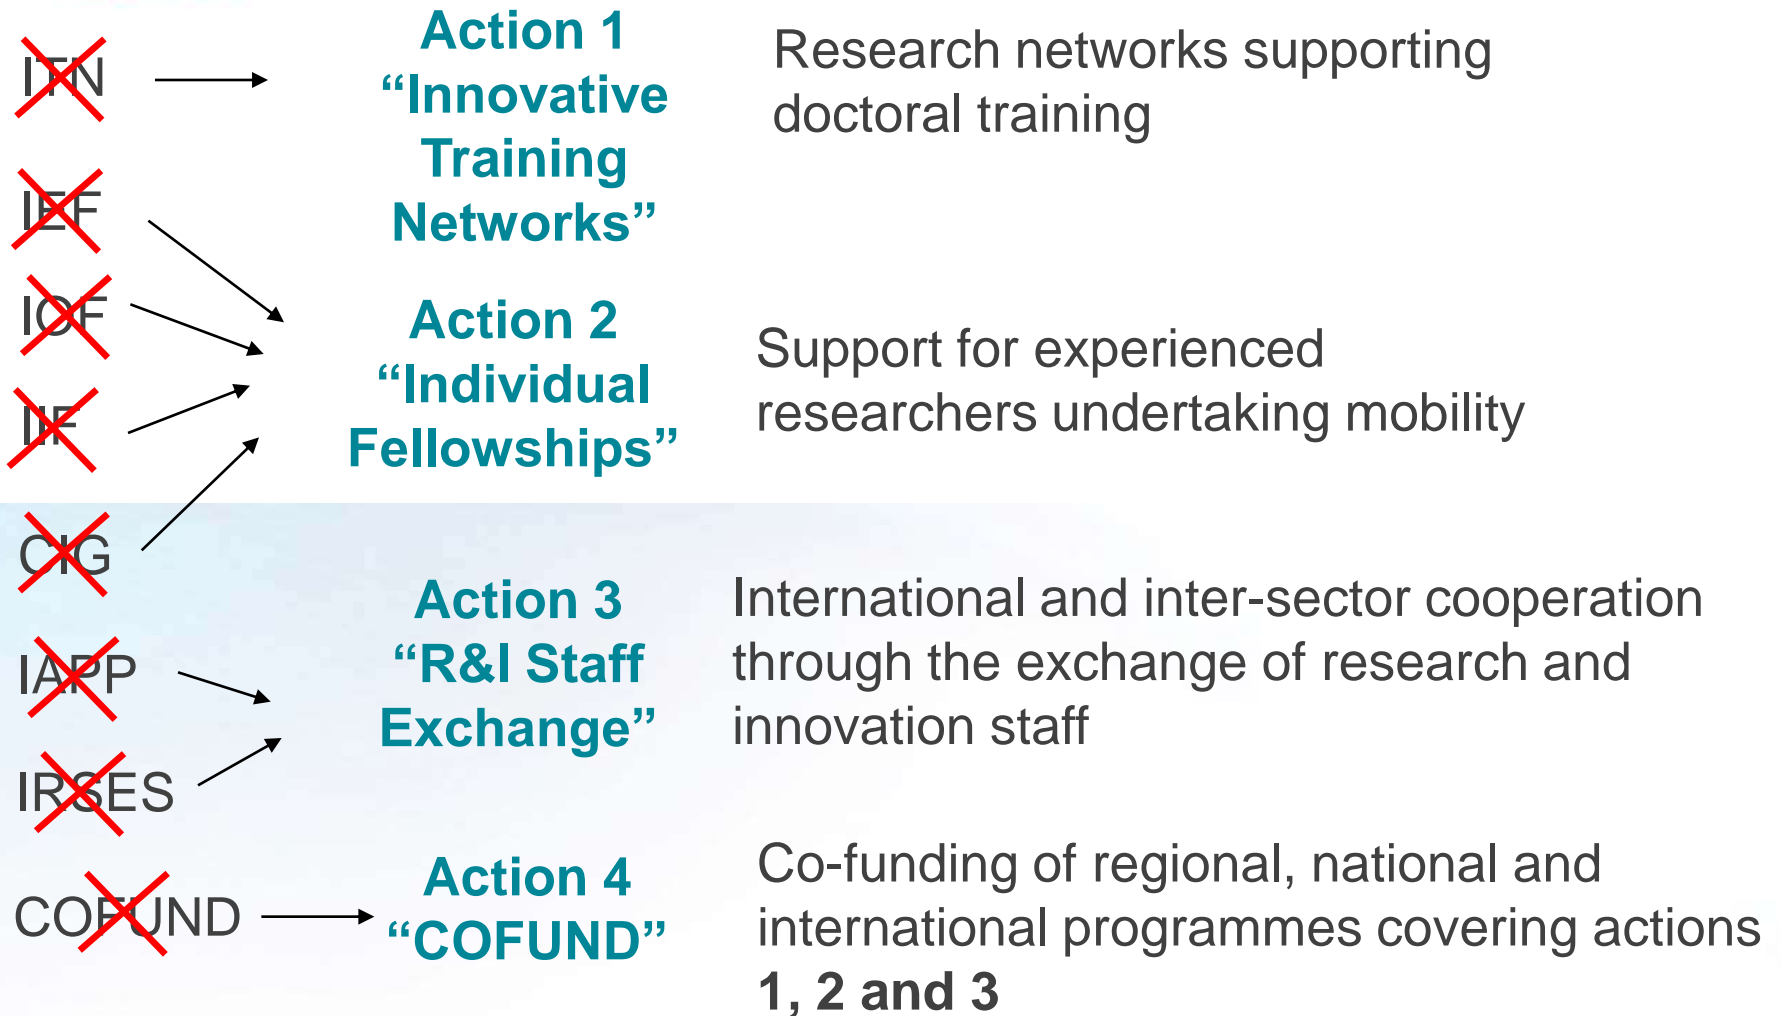 ITN
IEF
IOF
IIF
CIG
IAPP
IRSES
COFUND
Action 1
“Innovative
Training
Networks”
Research networks supporting
doctoral training
Action 2
“Individual
Fellowships”
Support for experienced
researchers undertaking mobility
Action 3
“R&I Staff
Exchange”
International and inter-sector cooperation
through the exchange of research and
innovation staff
Action 4
“COFUND”
Co-funding of regional, national and
international programmes covering actions
1, 2 and 3